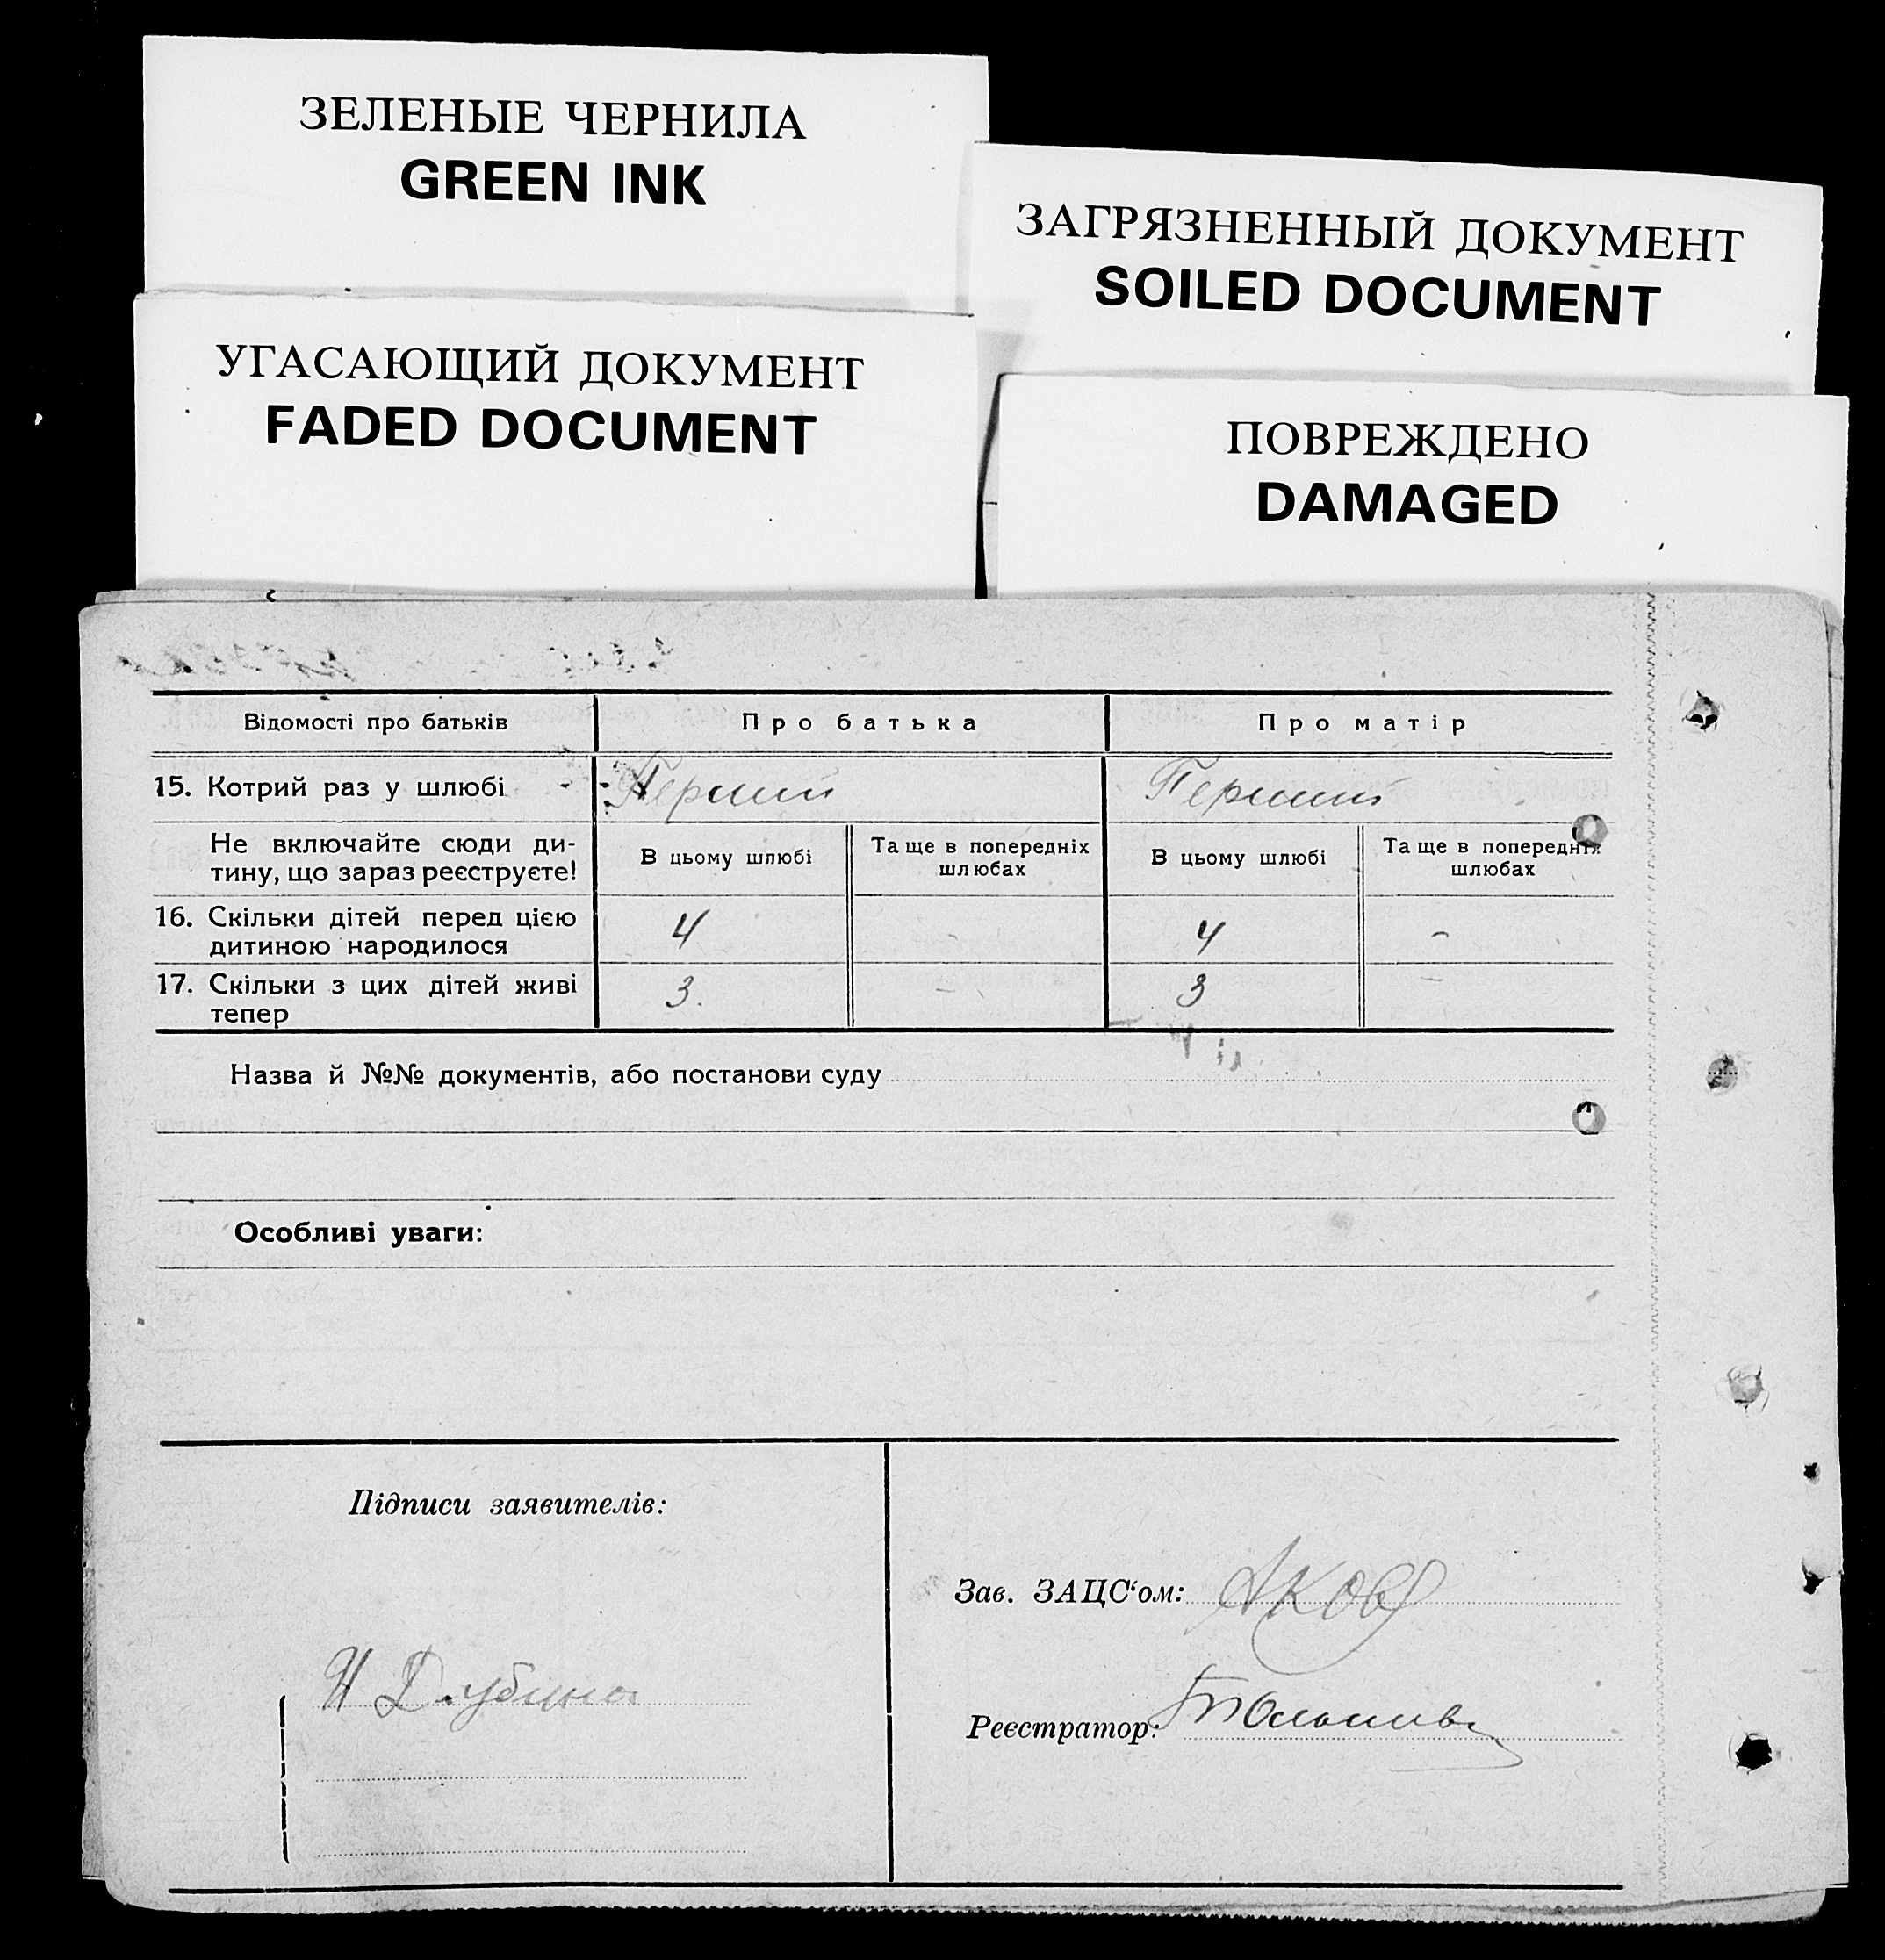 ЗЕЛЕНЫЕ ЧЕРНИЛА
GREEN INK
ЗАГРЯЗНЕННЫЙ ДОКУМЕНТ
SOILED DOCUMENT
УГАСАЮЩИЙ ДОКУМЕНТ
FADED DOCUMENT
ПОВРЕЖДЕНО
DAMAGED
Відомості про батьків Про батька Про матір
15. Котрий раз у шлюбі Перший Перший
Не включайте сюди ди-
тину, що зараз реєструєте!
В цьому шлюбі
Та ще в попередніх
шлюбах
В цьому шлюбі
Та ще в попередніх
шлюбах
16. Скільки дітей перед цією
дитиною народилося
4 - 4 -
17. Скільки з цих дітей живі
тепер
3. - 3 -
Назва й №№ документів, або постанови суду
Особливі уваги:
Підписи заявителів:
Зав. ЗАЦС‘ом:
Реєстратор: